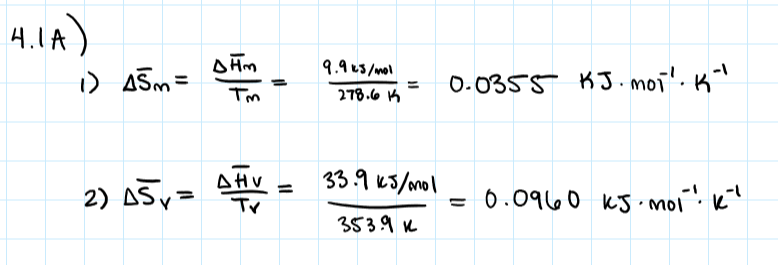 4.1A)
1) ΔS̄m = ΔH̄m / Tm = 9.9 kJ/mol / 278.6 K = 0.0355 KJ·mol⁻¹·K⁻¹
2) ΔS̄v = ΔH̄v / Tv = 33.9 kJ/mol / 353.9 K = 0.0960 kJ·mol⁻¹·K⁻¹